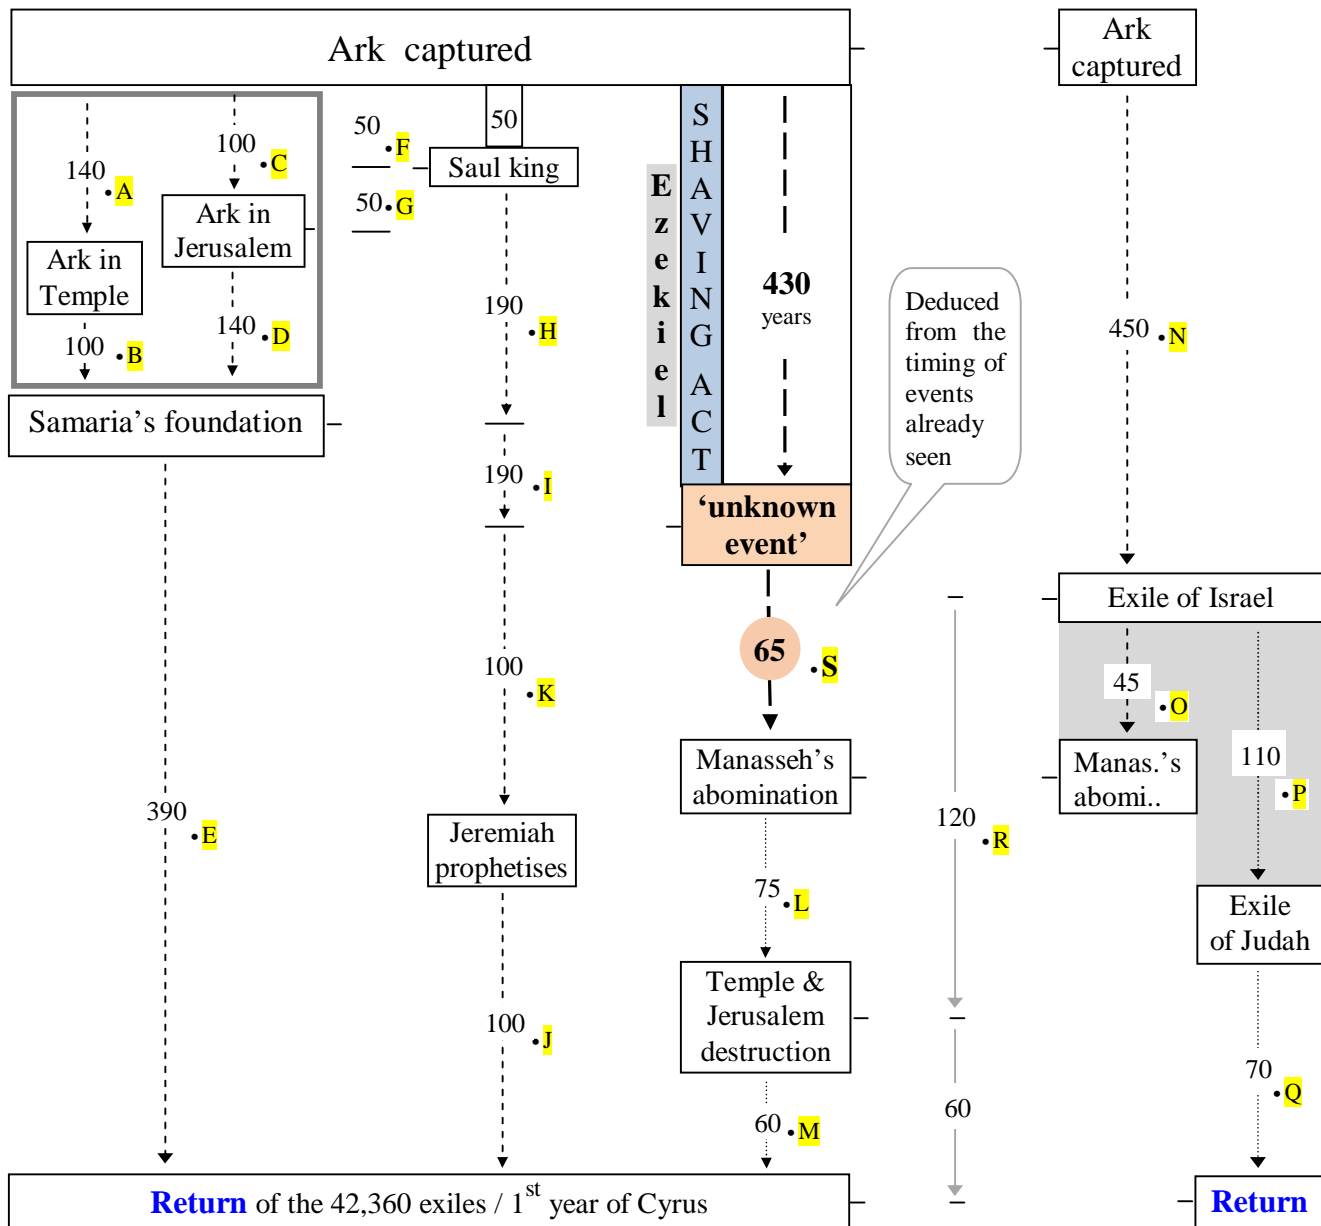 Ark captured
Ark
captured
50
50
F
Saul king
50
G
100
C
140
A
Ark in
Jerusalem
Ark in
Temple
140
D
100
B
Samaria’s foundation
190
H
190
I
100
K
Ezekiel
SHAVING ACT
430
years
Deduced
from the
timing of
events
already
seen
‘unknown
event’
65
S
450
N
Exile of Israel
45
O
110
P
Manasseh’s
abomination
Manas.’s
abomi..
120
R
390
E
Jeremiah
prophetises
75
L
Exile
of Judah
Temple &
Jerusalem
destruction
100
J
60
M
60
70
Q
Return of the 42,360 exiles / 1st year of Cyrus
Return